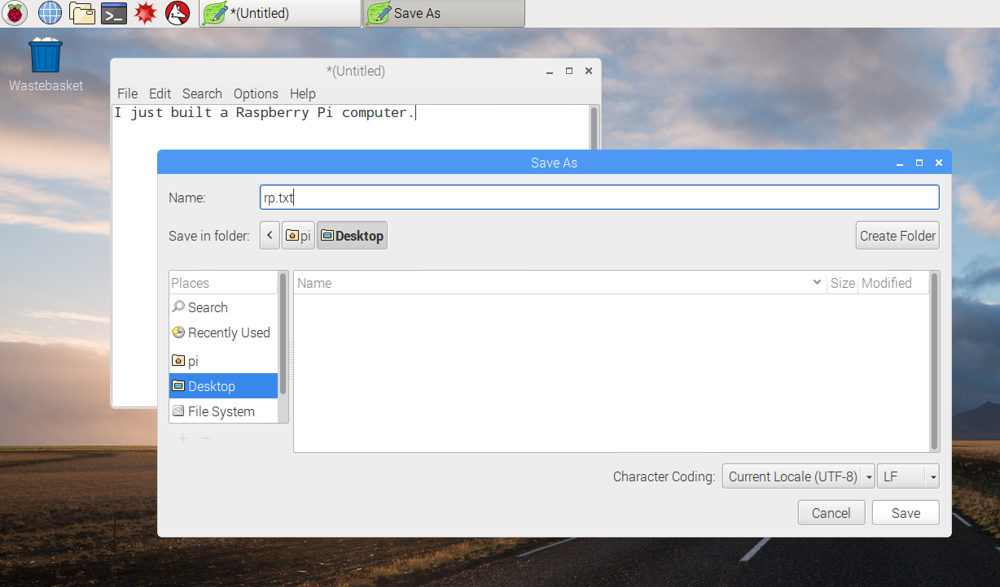 *(Untitled) Save As
Wastebasket
*(Untitled)
File Edit Search Options Help
I just built a Raspberry Pi computer.
Save As
Name: rp.txt
Save in folder: pi Desktop Create Folder
Places Name Size Modified
Search
Recently Used
pi
Desktop
File System
Character Coding: Current Locale (UTF-8) LF
Cancel Save